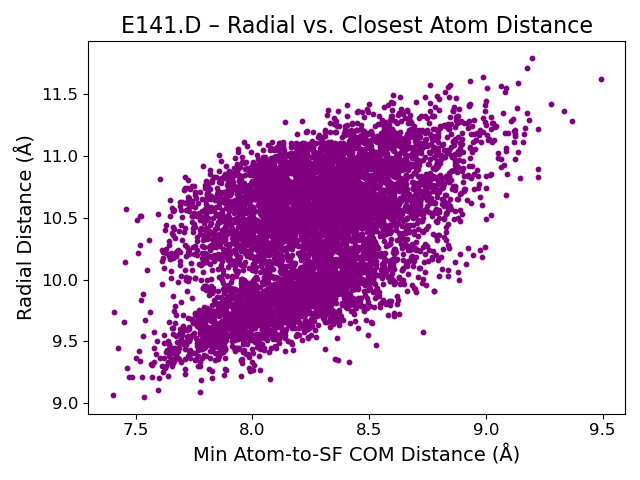 E141.D – Radial vs. Closest Atom Distance
Radial Distance (Å)
11.5
11.0
10.5
10.0
9.5
9.0
7.5 8.0 8.5 9.0 9.5
Min Atom-to-SF COM Distance (Å)